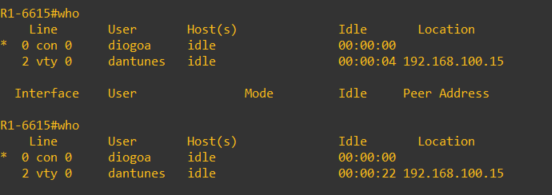 R1-6615#who
    Line       User       Host(s)              Idle       Location
*  0 con 0     diogoa     idle                 00:00:00
   2 vty 0     dantunes   idle                 00:00:04 192.168.100.15
  Interface    User               Mode         Idle     Peer Address
R1-6615#who
    Line       User       Host(s)              Idle       Location
*  0 con 0     diogoa     idle                 00:00:00
   2 vty 0     dantunes   idle                 00:00:22 192.168.100.15